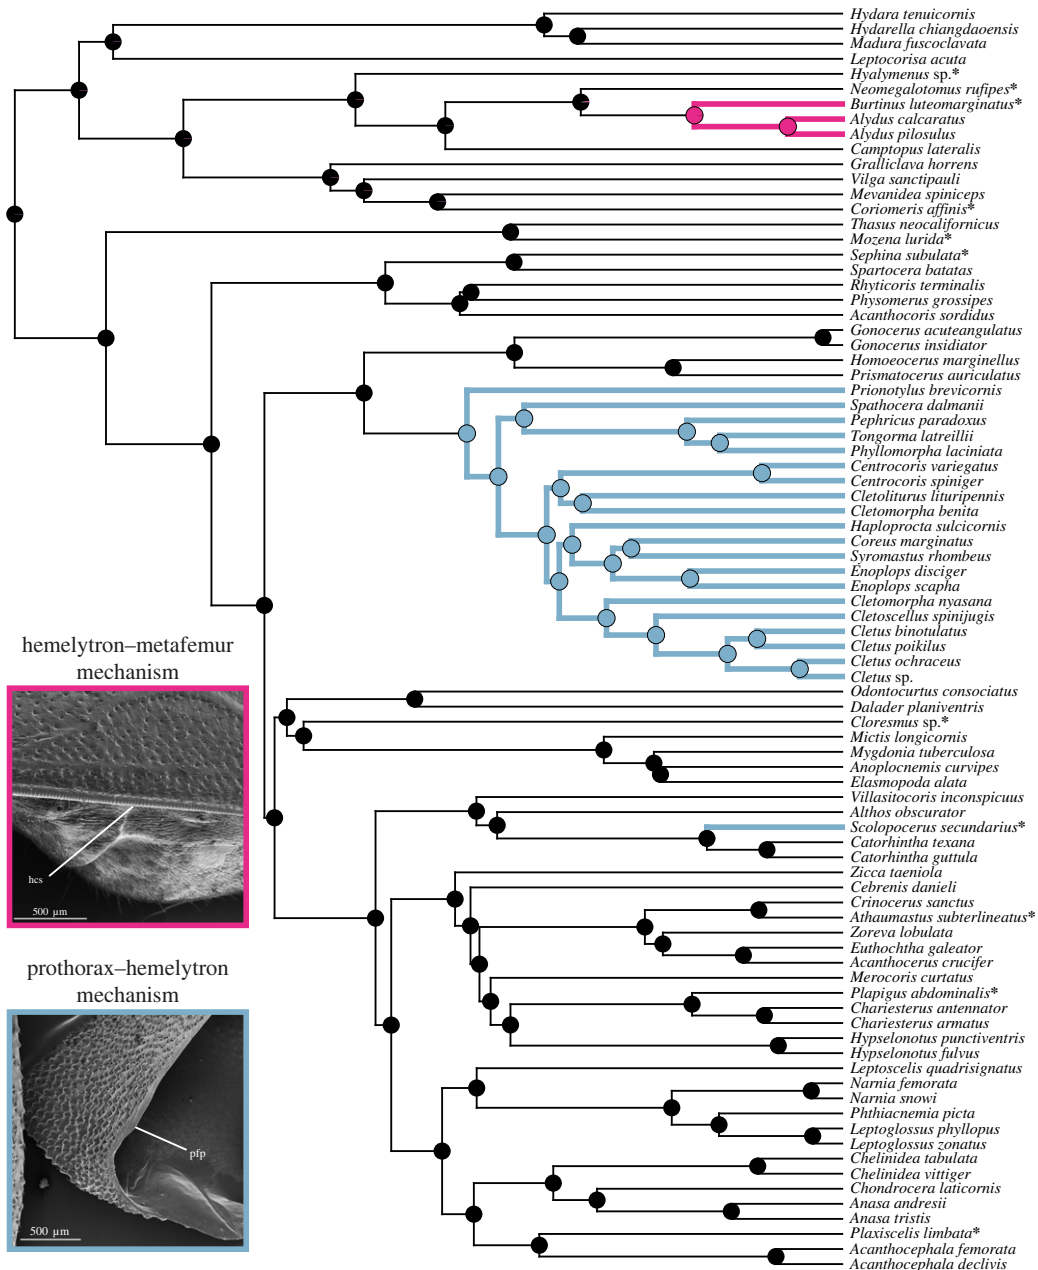 Hydara tenuicornis
Hydarella chiangdaoensis
Madura fuscoclavata
Leptocorisa acuta
Hyalymenus sp.*
Neomegalotomus rufipes*
Burtinus luteomarginatus*
Alydus calcaratus
Alydus pilosulus
Camptopus lateralis
Gralliclava horrens
Vilga sanctipauli
Mevanidea spiniceps
Coriomeris affinis*
Thasus neocalifornicus
Mozena lurida*
Sephina subulata*
Spartocera batatas
Rhyticoris terminalis
Physomerus grossipes
Acanthocoris sordidus
Gonocerus acuteangulatus
Gonocerus insidiator
Homoeocerus marginellus
Prismatocerus auriculatus
Prionotylus brevicornis
Spathocera dalmanii
Pephricus paradoxus
Tongorma latreillii
Phyllomorpha laciniata
Centrocoris variegatus
Centrocoris spiniger
Cletoliturus lituripennis
Cletomorpha benita
Haploprocta sulcicornis
Coreus marginatus
Syromastus rhombeus
Enoplops disciger
Enoplops scapha
Cletomorpha nyasana
Cletoscellus spinijugis
Cletus binotulatus
Cletus poikilus
Cletus ochraceus
Cletus sp.
Odontocurtus consociatus
Dalader planiventris
Cloresmus sp.*
Mictis longicornis
Mygdonia tuberculosa
Anoplocnemis curvipes
Elasmopoda alata
Villasitocoris inconspicuus
Althos obscurator
Scolopocerus secundarius*
Catorhintha texana
Catorhintha guttula
Zicca taeniola
Cebrenis danieli
Crinocerus sanctus
Athaumastus subterlineatus*
Zoreva lobulata
Euthochtha galeator
Acanthocerus crucifer
Merocoris curtatus
Plapigus abdominalis*
Chariesterus antennator
Chariesterus armatus
Hypselonotus punctiventris
Hypselonotus fulvus
Leptoscelis quadrisignatus
Narnia femorata
Narnia snowi
Phthiacnemia picta
Leptoglossus phyllopus
Leptoglossus zonatus
Chelinidea tabulata
Chelinidea vittiger
Chondrocera laticornis
Anasa andresii
Anasa tristis
Plaxiscelis limbata*
Acanthocephala femorata
Acanthocephala declivis
hemelytron–metafemur
mechanism
hcs
500 µm
prothorax–hemelytron
mechanism
pfp
500 µm